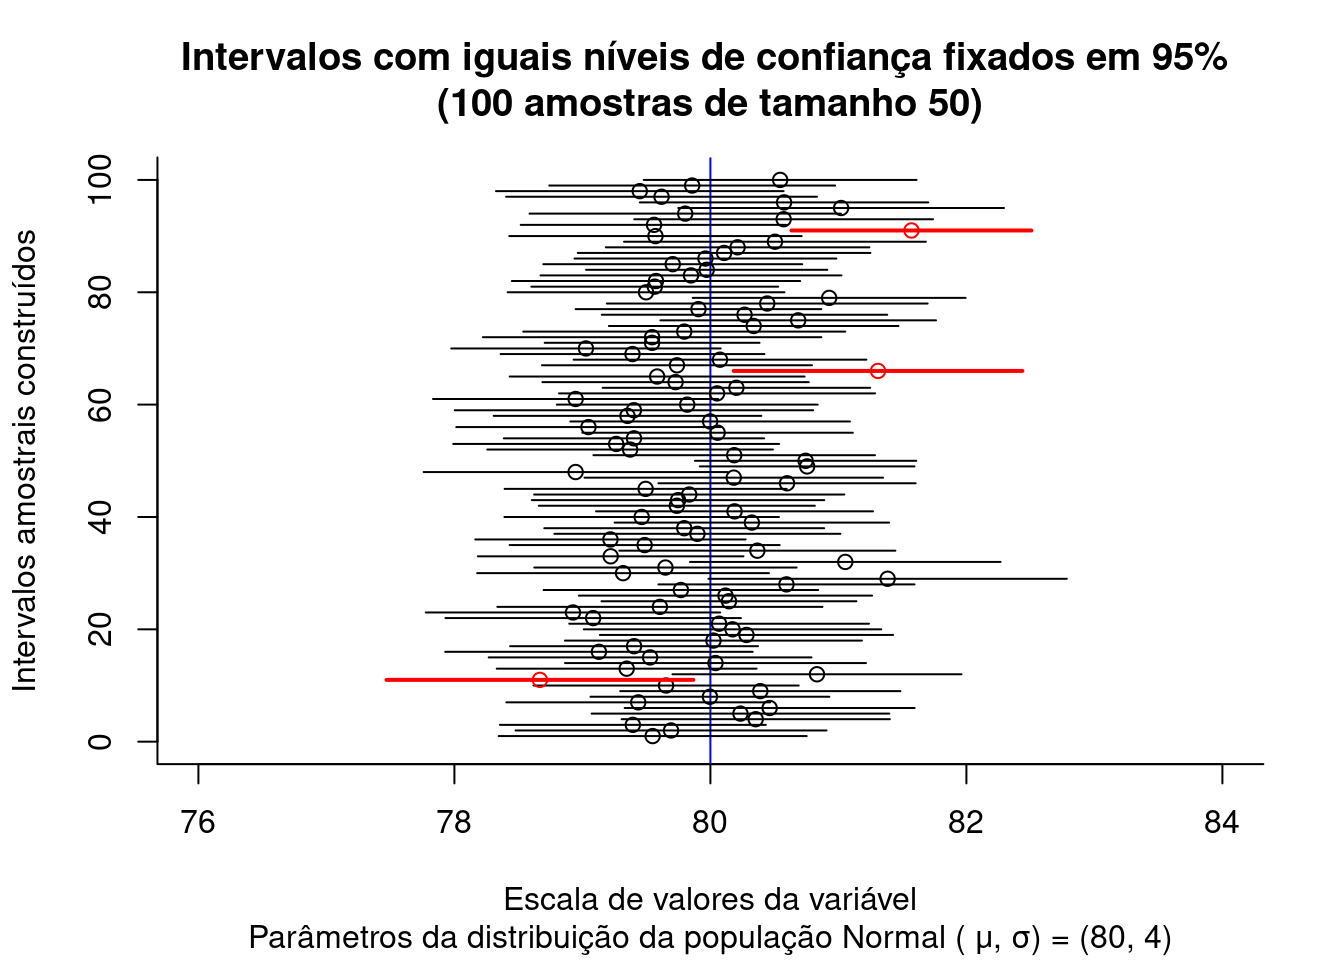 Intervalos com iguais níveis de confiança fixados em 95%
(100 amostras de tamanho 50)
Intervalos amostrais construídos
100
80
60
40
20
0
76 78 80 82 84
Escala de valores da variável
Parâmetros da distribuição da população Normal ( μ, σ) = (80, 4)